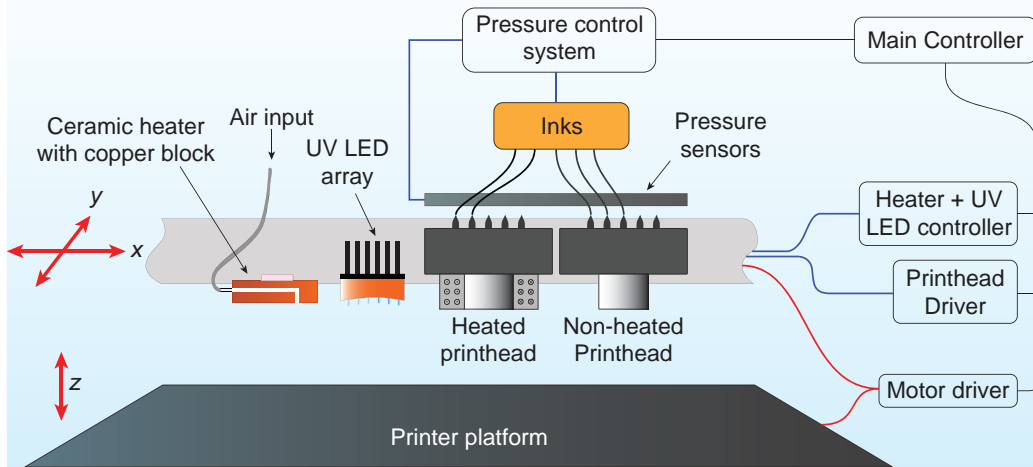 Pressure control
system
Main Controller
Inks
Air input
Ceramic heater
with copper block
UV LED
array
Pressure
sensors
y
x
z
Heater + UV
LED controller
Printhead
Driver
Heated
printhead
Non-heated
Printhead
Motor driver
Printer platform